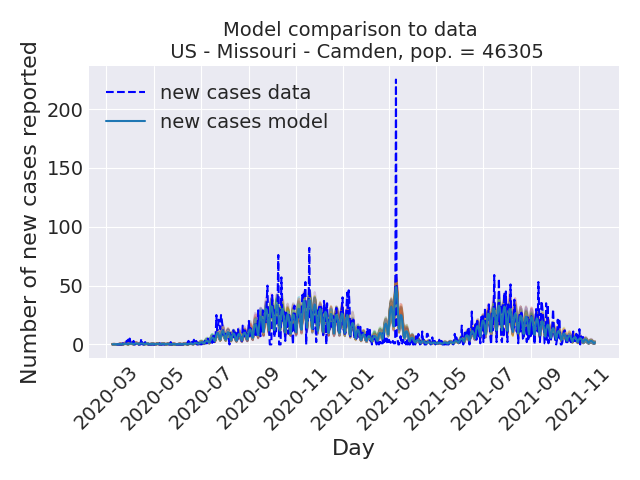 Model comparison to data
US - Missouri - Camden, pop. = 46305
Number of new cases reported
200
150
100
50
0
new cases data
new cases model
2020-03
2020-05
2020-07
2020-09
2020-11
2021-01
2021-03
2021-05
2021-07
2021-09
2021-11
Day